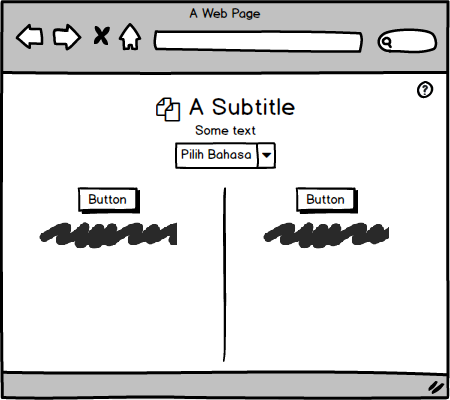 A Web Page
?
A Subtitle
Some text
Pilih Bahasa
Button
Button